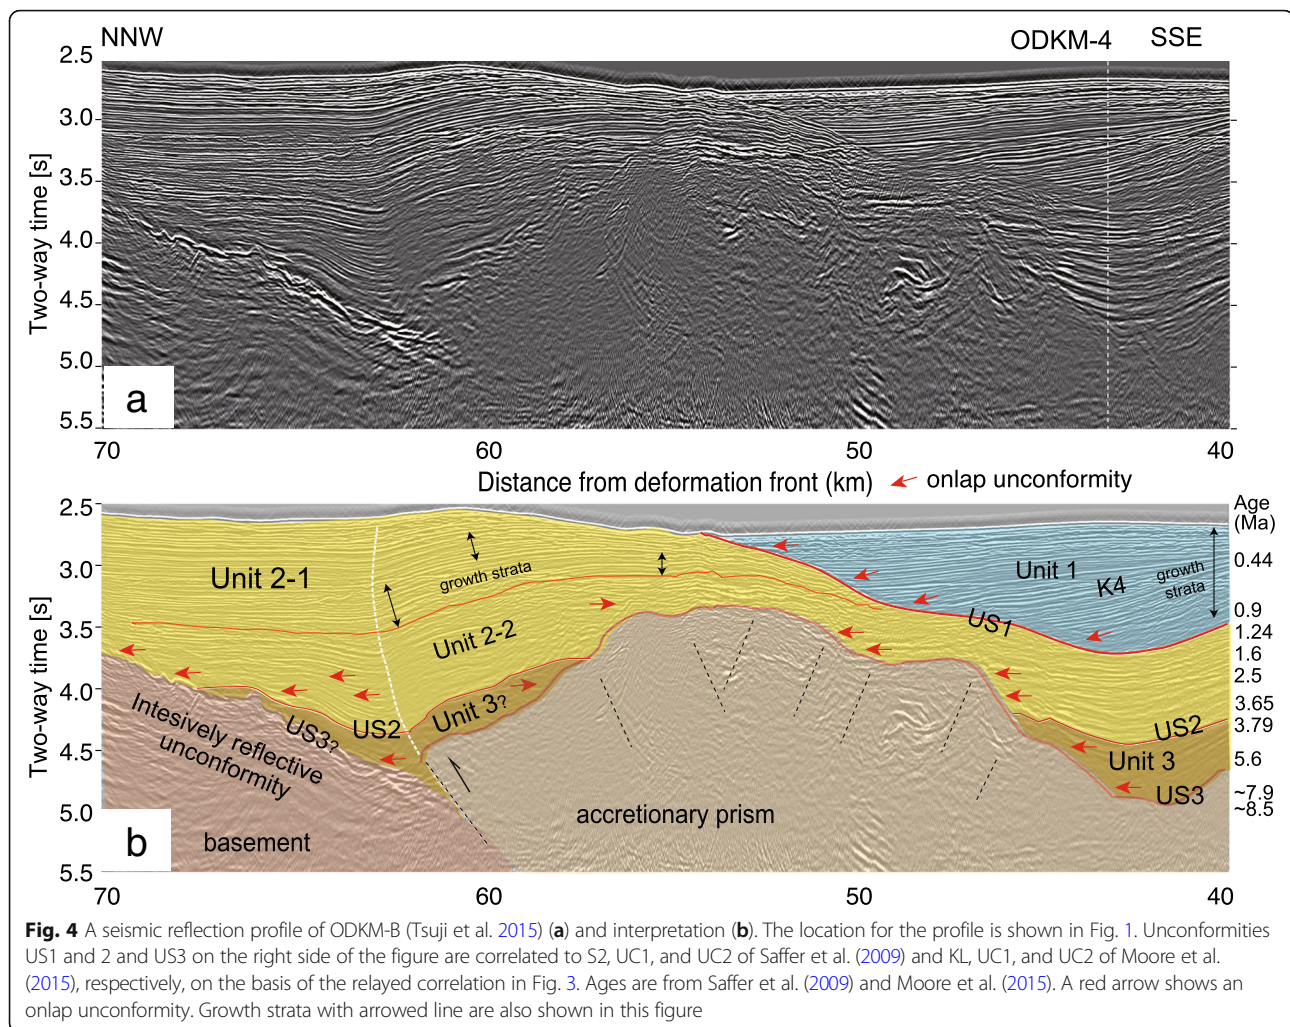 NNW
ODKM-4
SSE
2.5
3.0
3.5
4.0
4.5
5.0
5.5
Two-way time [s]
a
70
60
50
40
Distance from deformation front (km)
onlap unconformity
2.5
3.0
3.5
4.0
4.5
5.0
5.5
Two-way time [s]
Unit 2-1
growth strata
Unit 2-2
Unit 3?
US2
US3?
Intesively reflective
unconformity
basement
b
accretionary prism
Unit 1
K4
growth
strata
US1
US2
Unit 3
US3
Age
(Ma)
0.44
0.9
1.24
1.6
2.5
3.65
3.79
5.6
~7.9
~8.5
70
60
50
40
Fig. 4 A seismic reflection profile of ODKM-B (Tsuji et al. 2015) (a) and interpretation (b). The location for the profile is shown in Fig. 1. Unconformities
US1 and 2 and US3 on the right side of the figure are correlated to S2, UC1, and UC2 of Saffer et al. (2009) and KL, UC1, and UC2 of Moore et al.
(2015), respectively, on the basis of the relayed correlation in Fig. 3. Ages are from Saffer et al. (2009) and Moore et al. (2015). A red arrow shows an
onlap unconformity. Growth strata with arrowed line are also shown in this figure